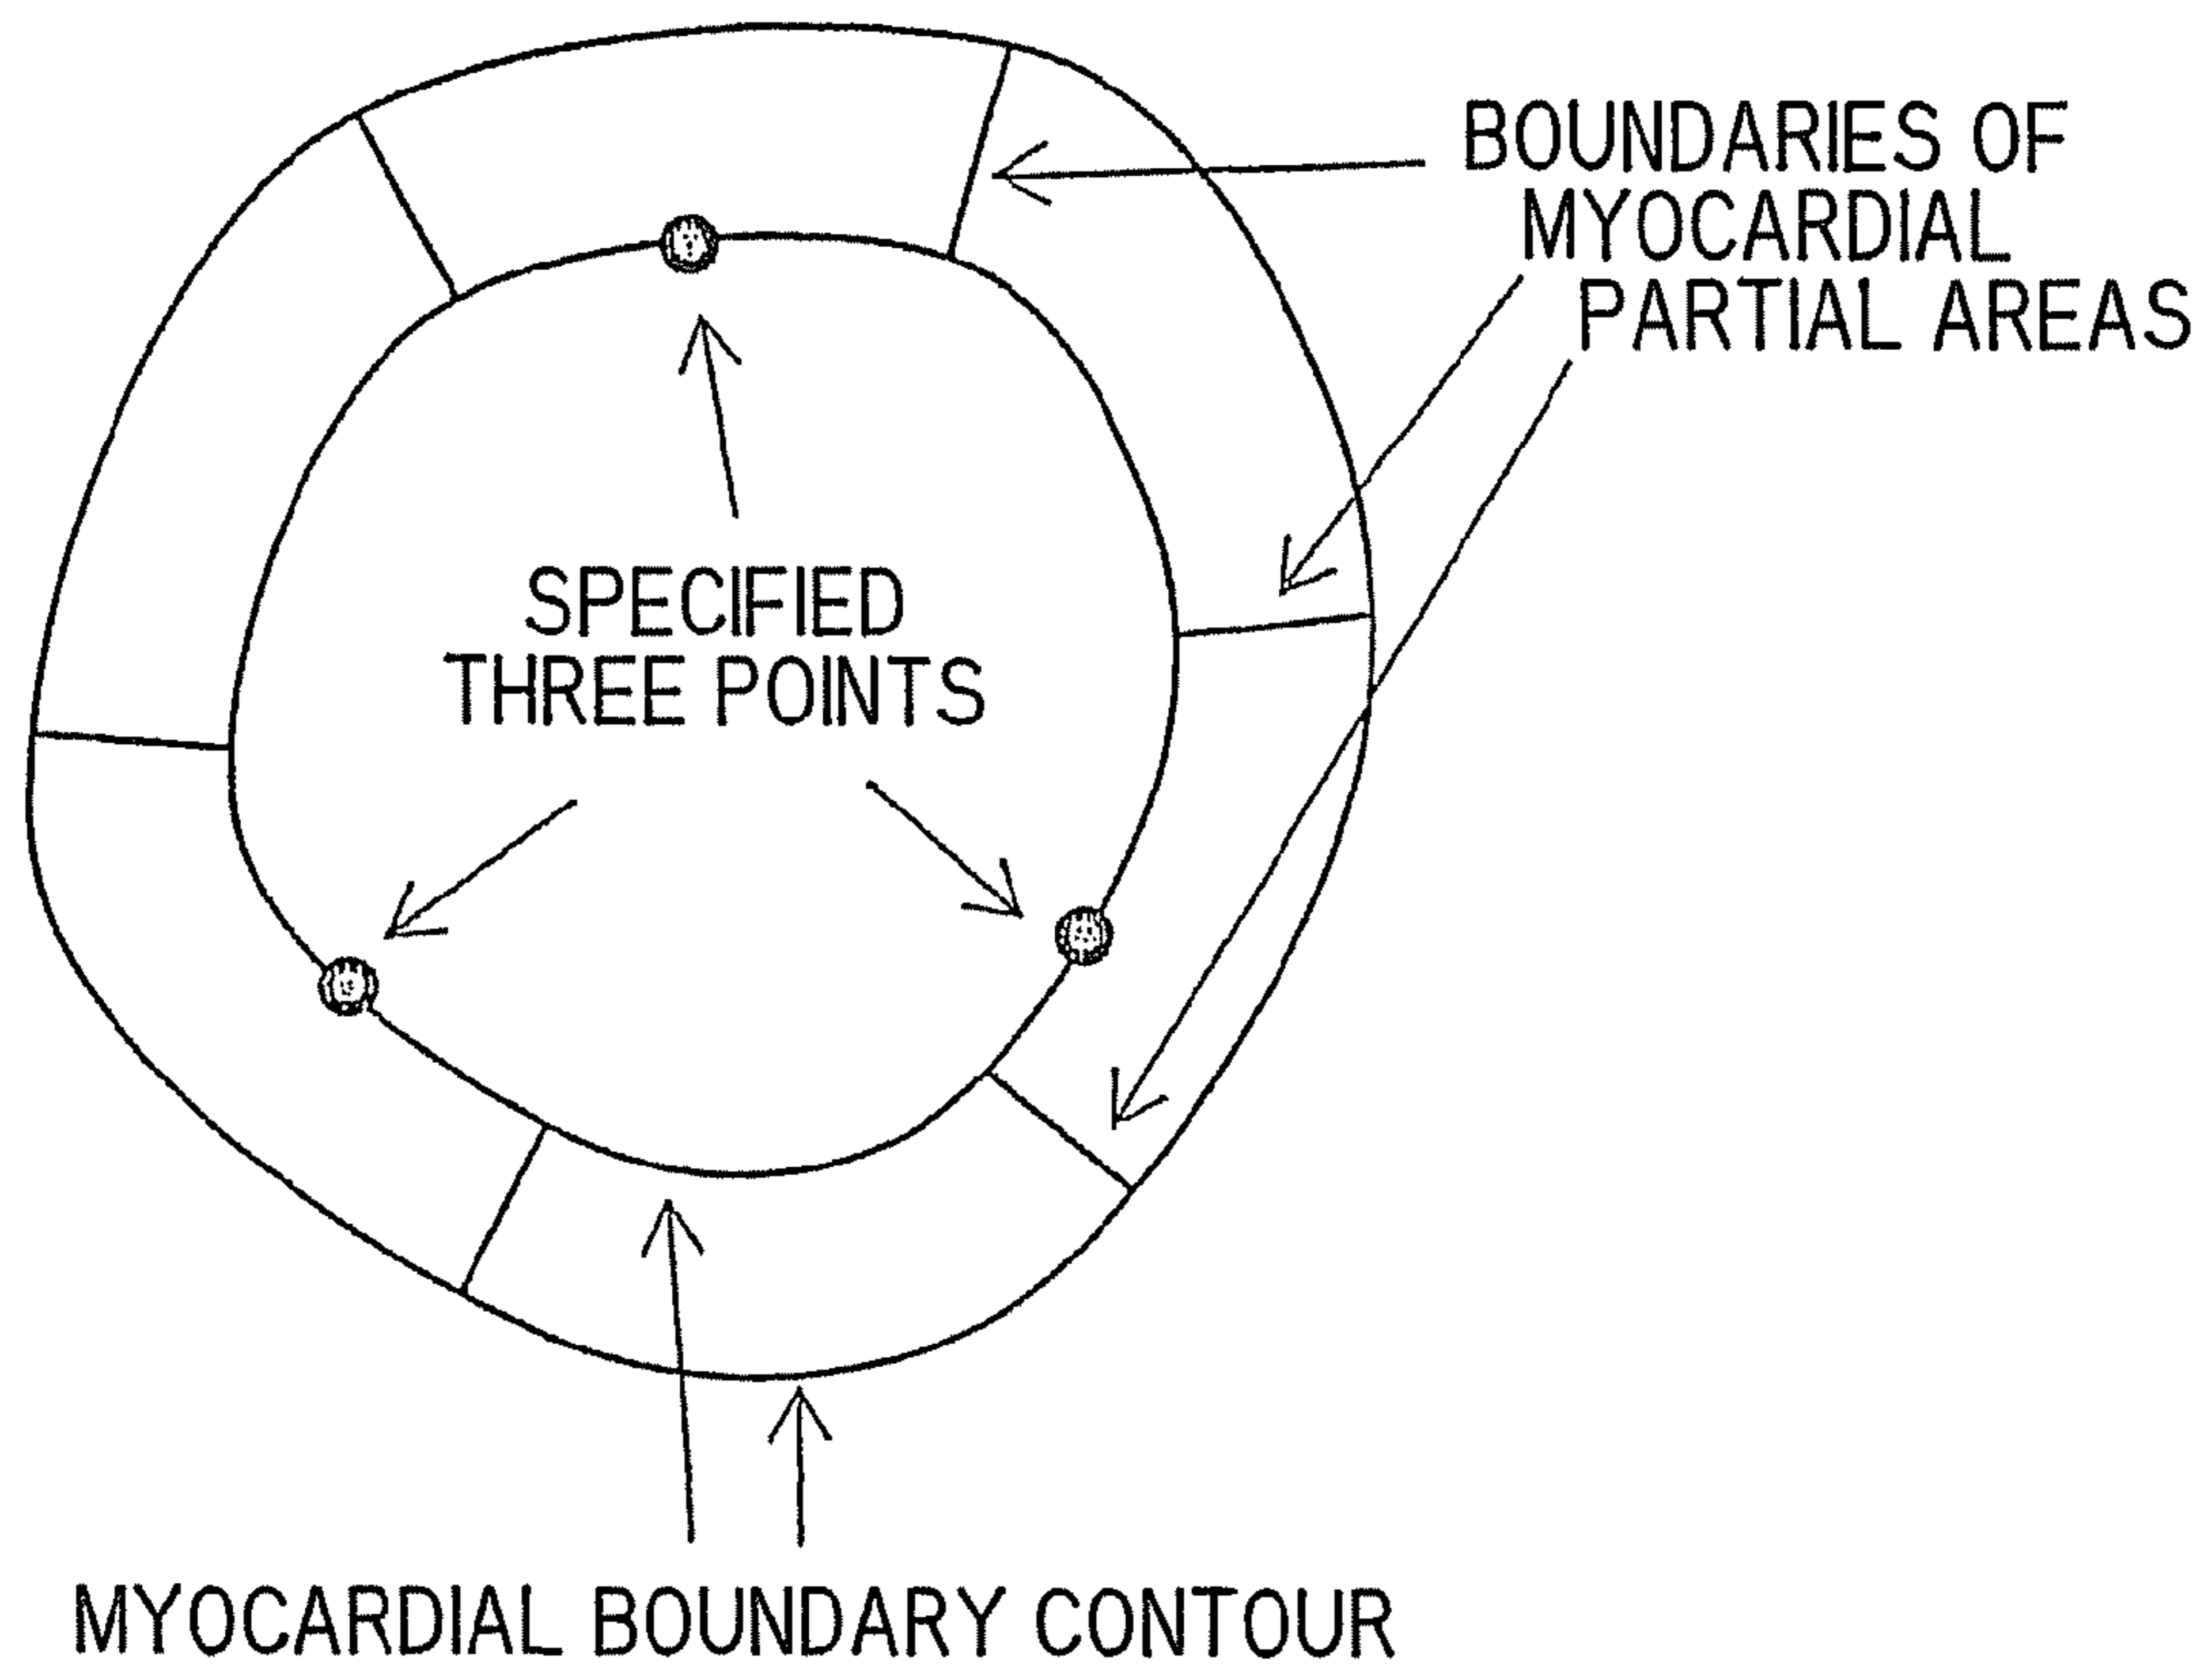 BOUNDARIES OF
MYOCARDIAL
PARTIAL AREAS
SPECIFIED
THREE POINTS
MYOCARDIAL BOUNDARY CONTOUR